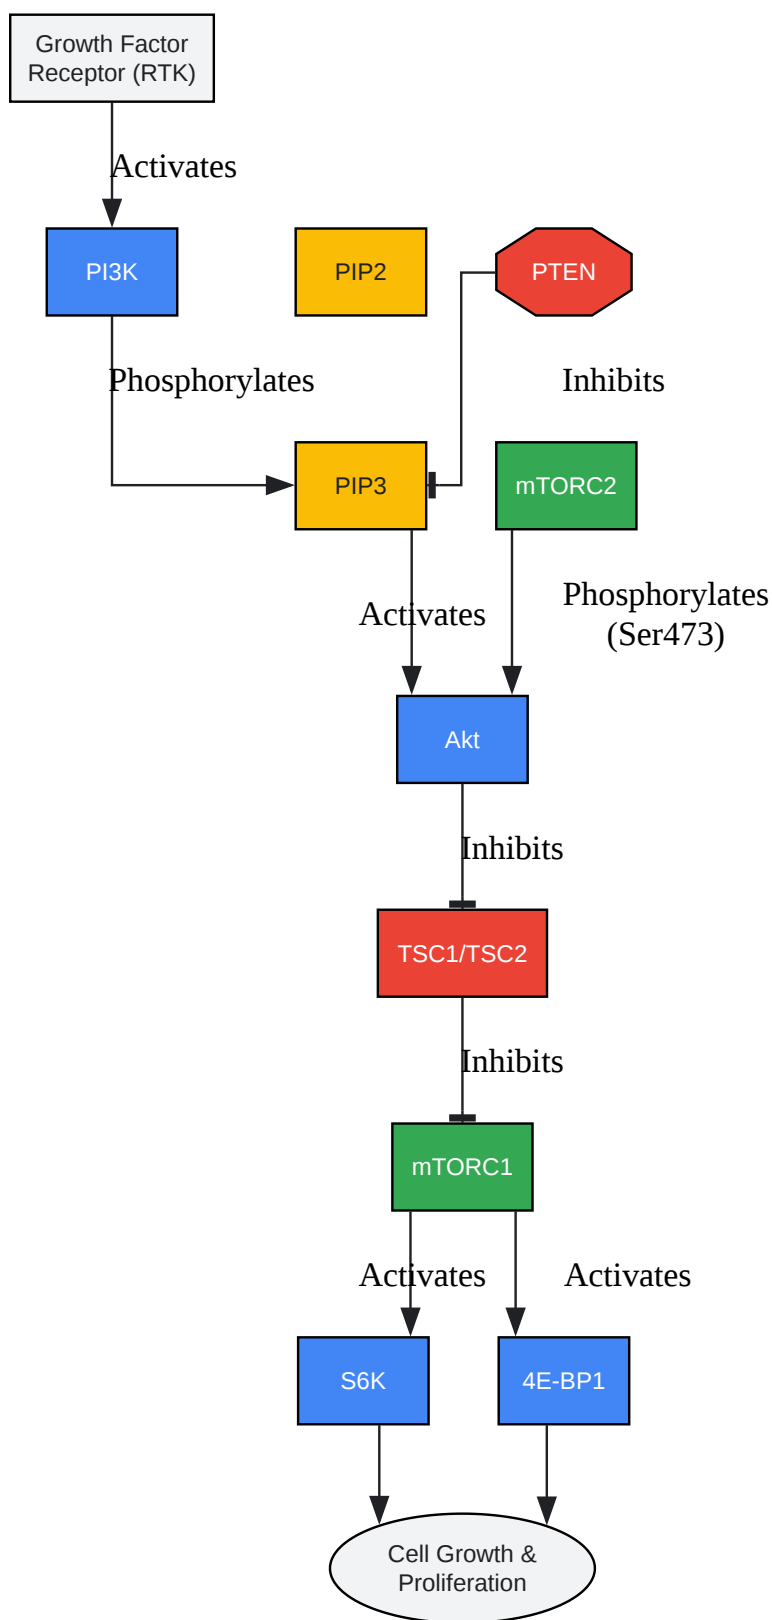 Growth Factor
Receptor (RTK)
Activates
PI3K
PIP2
PTEN
Phosphorylates
Inhibits
PIP3
mTORC2
Activates
Phosphorylates
(Ser473)
Akt
Inhibits
TSC1/TSC2
Inhibits
mTORC1
Activates
Activates
S6K
4E-BP1
Cell Growth &
Proliferation